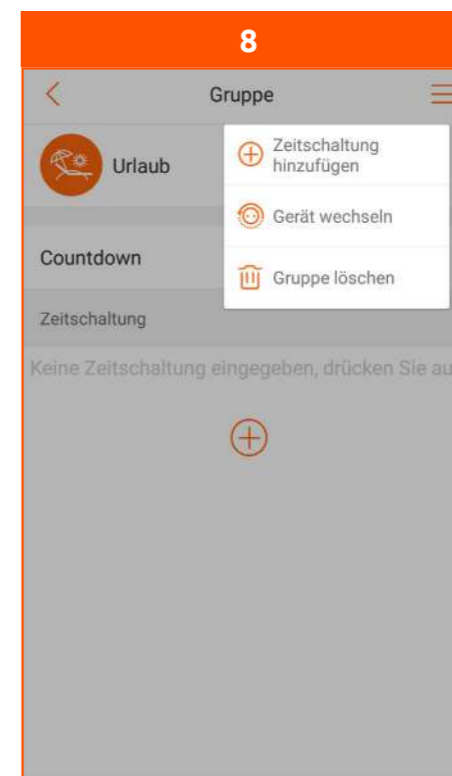 8
Gruppe
Urlaub
Zeitschaltung
hinzufügen
Gerät wechseln
Gruppe löschen
Countdown
Zeitschaltung
Keine Zeitschaltung eingegeben, drücken Sie au